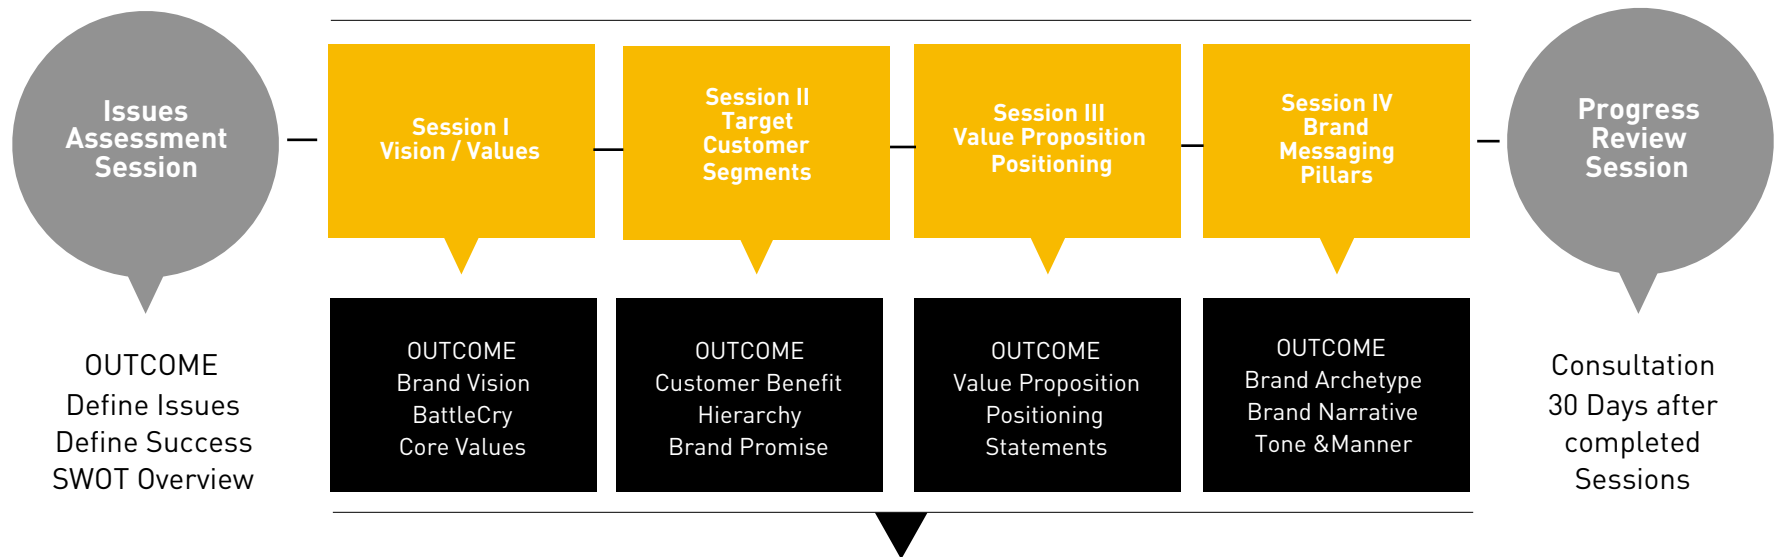 Issues
Assessment
Session
Session I
Vision / Values
Session II
Target
Customer
Segments
Session III
Value Proposition
Positioning
Session IV
Brand
Messaging
Pillars
Progress
Review
Session
OUTCOME
Define Issues
Define Success
SWOT Overview
OUTCOME
Brand Vision
BattleCry
Core Values
OUTCOME
Customer Benefit
Hierarchy
Brand Promise
OUTCOME
Value Proposition
Positioning
Statements
OUTCOME
Brand Archetype
Brand Narrative
Tone &Manner
Consultation
30 Days after
completed
Sessions